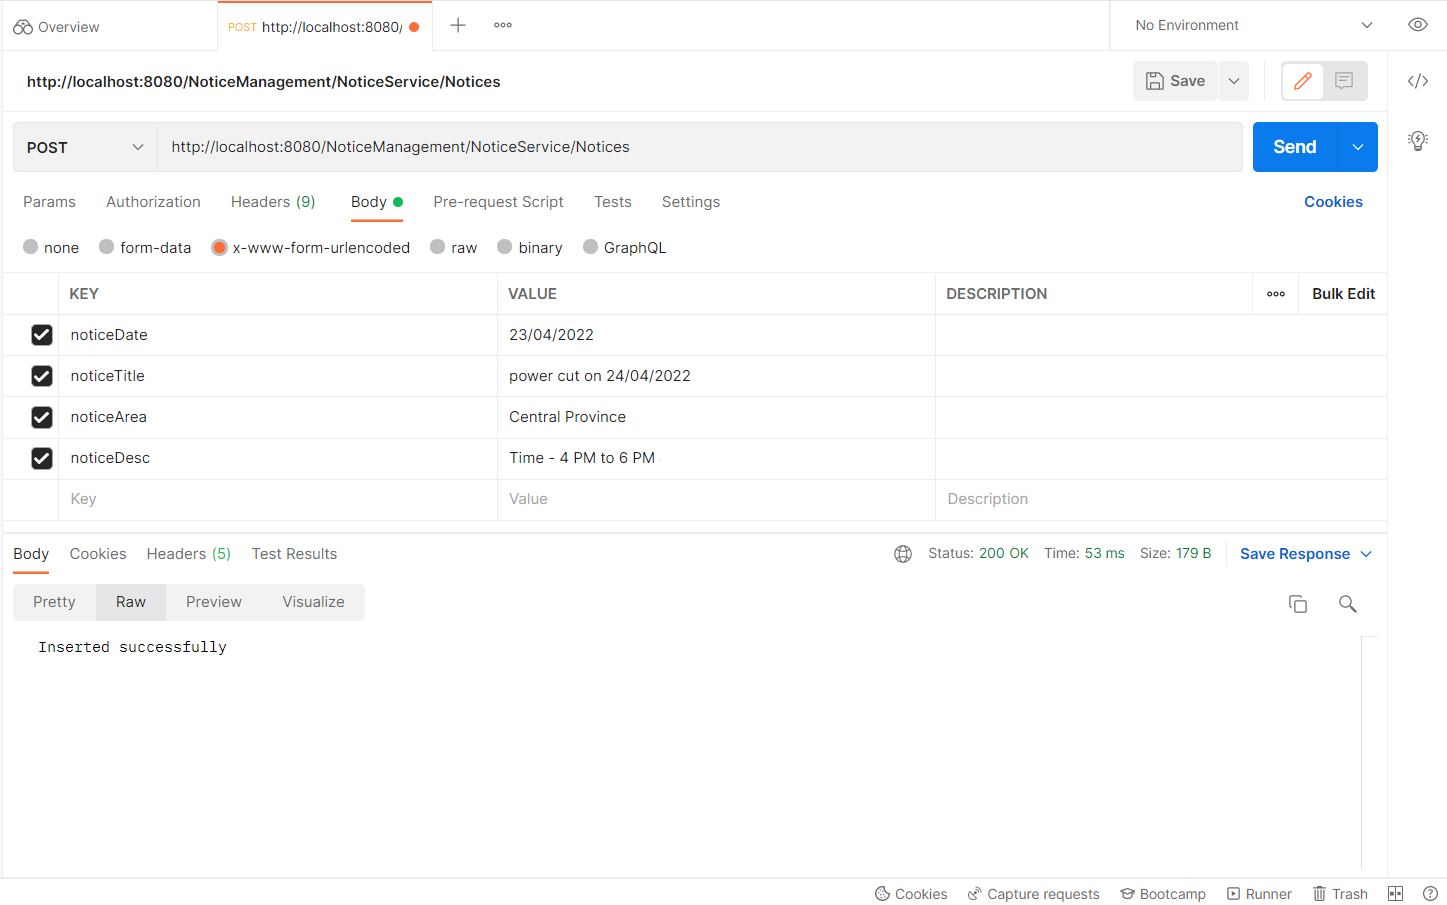 Overview POST http://localhost:8080/ No Environment
http://localhost:8080/NoticeManagement/NoticeService/Notices Save
POST http://localhost:8080/NoticeManagement/NoticeService/Notices Send
Params Authorization Headers (9) Body Pre-request Script Tests Settings Cookies
none form-data x-www-form-urlencoded raw binary GraphQL
KEY VALUE DESCRIPTION Bulk Edit
noticeDate 23/04/2022
noticeTitle power cut on 24/04/2022
noticeArea Central Province
noticeDesc Time - 4 PM to 6 PM
Key Value Description
Body Cookies Headers (5) Test Results Status: 200 OK Time: 53 ms Size: 179 B Save Response
Pretty Raw Preview Visualize
Inserted successfully
Cookies Capture requests Bootcamp Runner Trash